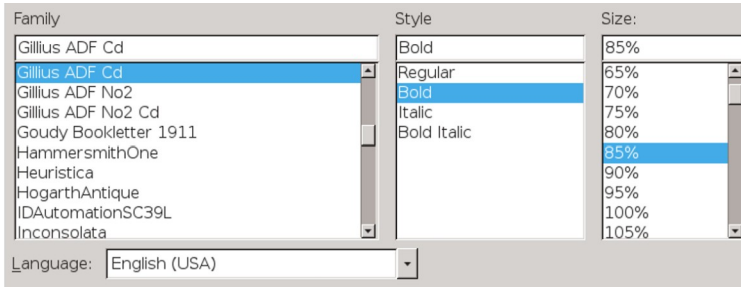 Family
Gillius ADF Cd
Gillius ADF Cd
Gillius ADF No2
Gillius ADF No2 Cd
Goudy Bookletter 1911
HammersmithOne
Heuristica
HogarthAntique
IDAutomationSC39L
Inconsolata
Style
Bold
Regular
Bold
Italic
Bold Italic
Size:
85%
65%
70%
75%
80%
85%
90%
95%
100%
105%
Language: English (USA)